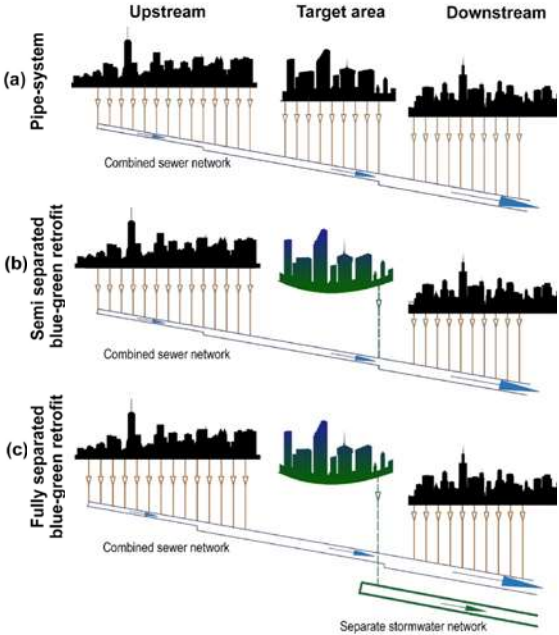 Upstream Target area Downstream
(a)
Pipe-system
Combined sewer network
(b)
Semi separated
blue-green retrofit
Combined sewer network
(c)
Fully separated
blue-green retrofit
Combined sewer network
Separate stormwater network